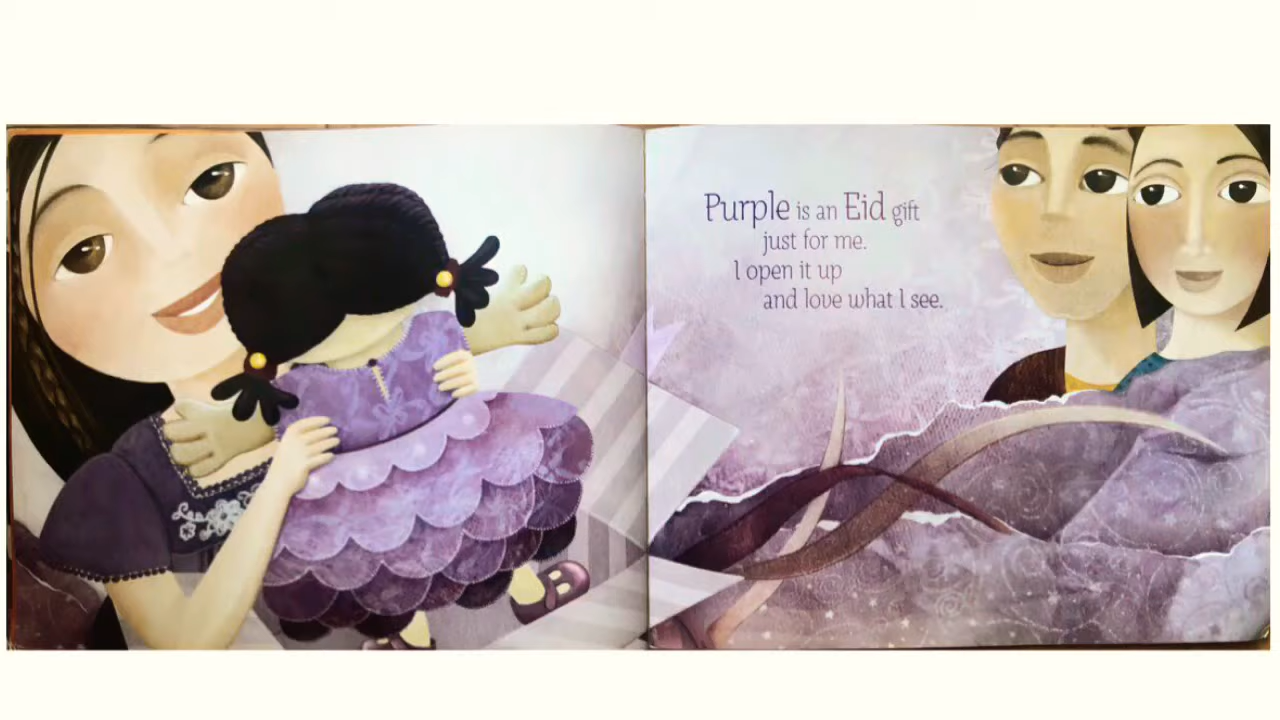 Purple is an Eid gift
just for me.
I open it up
and love what I see.